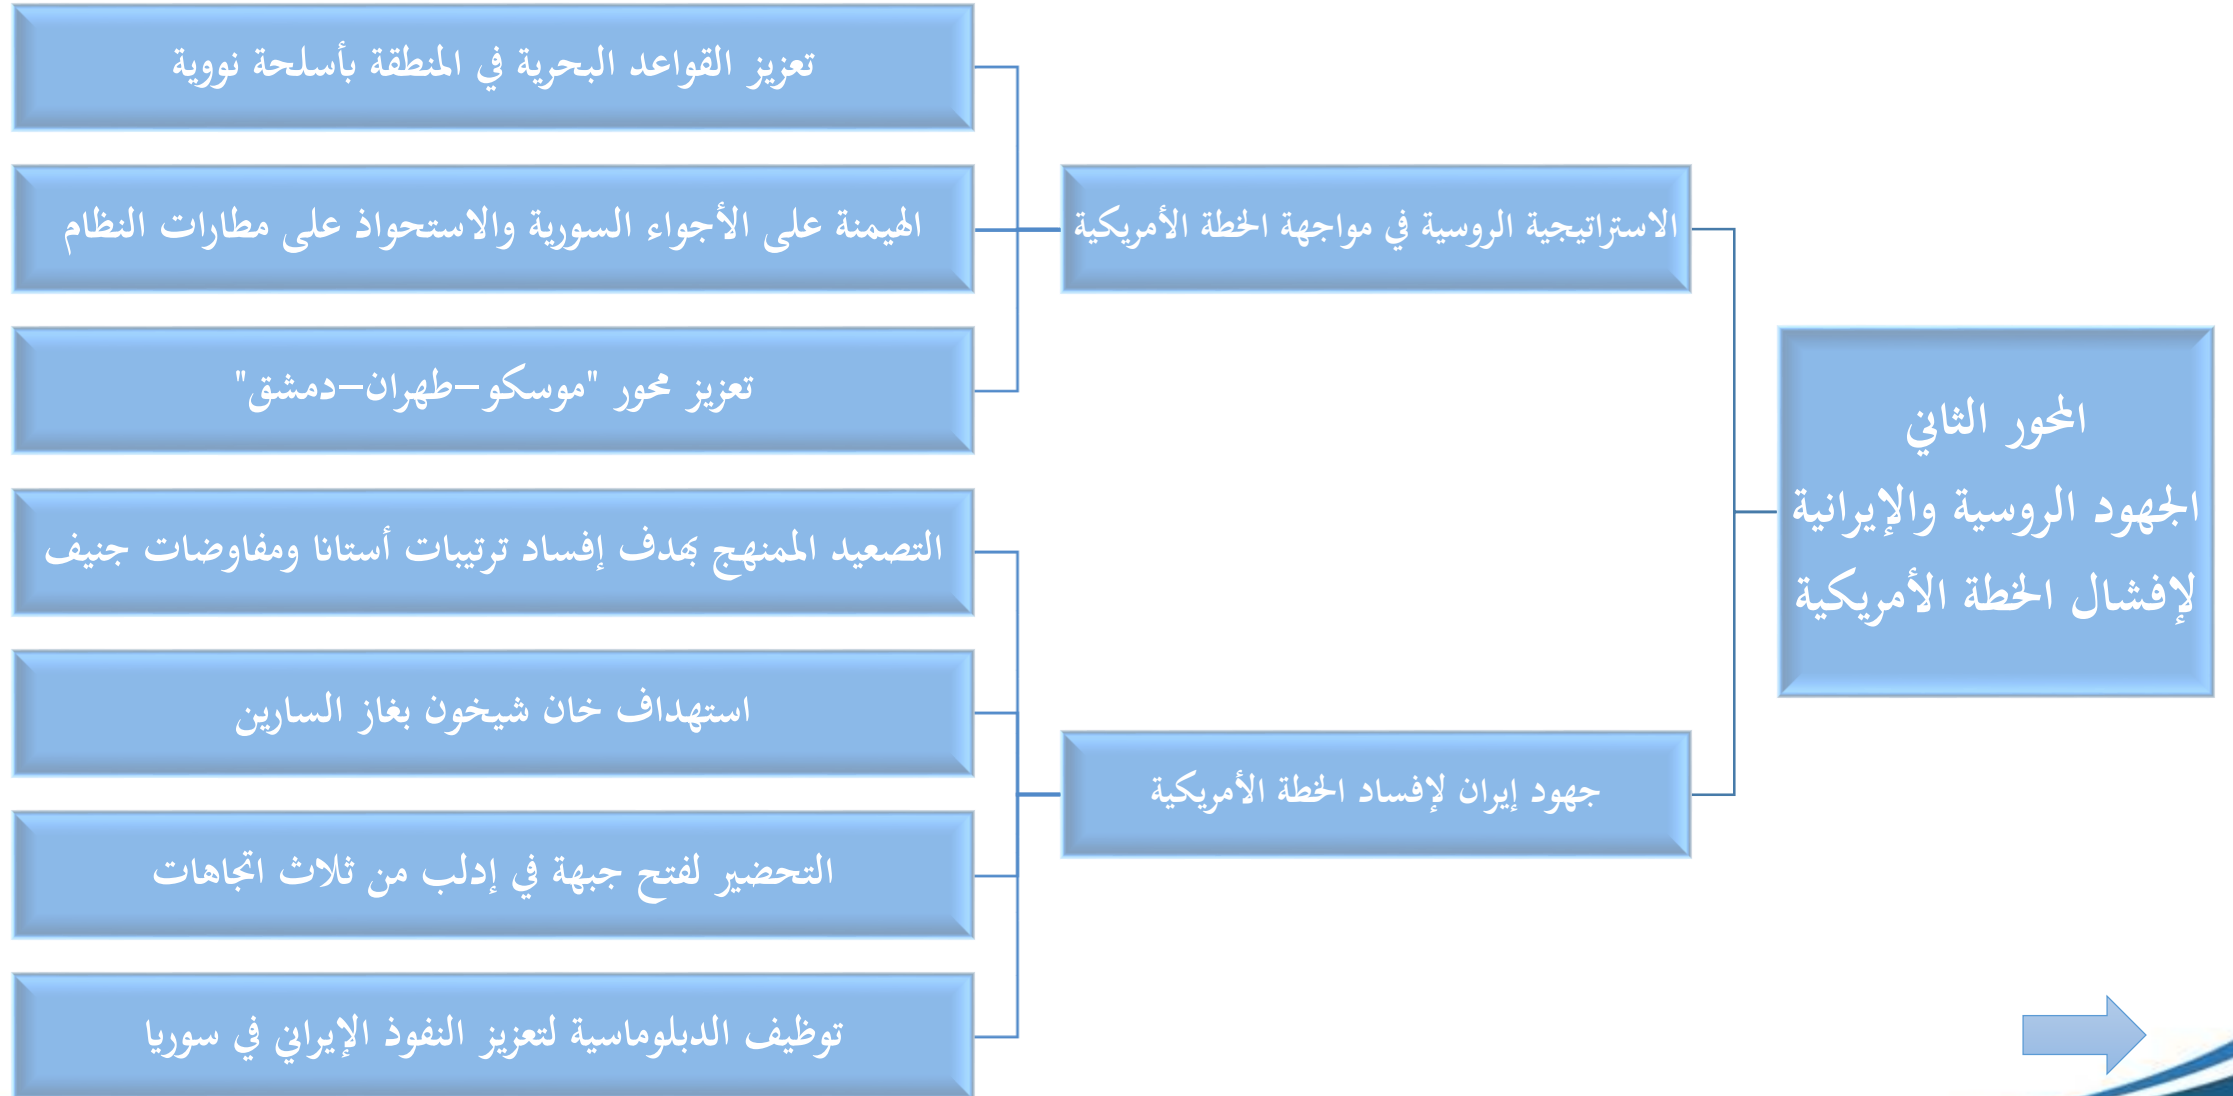 المحور الثاني
الجهود الروسية والإيرانية
لإفشال الخطة الأمريكية
الاستراتيجية الروسية في مواجهة الخطة الأمريكية
تعزيز القواعد البحرية في المنطقة بأسلحة نووية
الهيمنة على الأجواء السورية والاستحواذ على مطارات النظام
تعزيز محور "موسكو-طهران-دمشق"
جهود إيران لإفساد الخطة الأمريكية
التصعيد الممنهج بهدف إفساد ترتيبات أستانا ومفاوضات جنيف
استهداف خان شيخون بغاز السارين
التحضير لفتح جبهة في إدلب من ثلاث اتجاهات
توظيف الدبلوماسية لتعزيز النفوذ الإيراني في سوريا